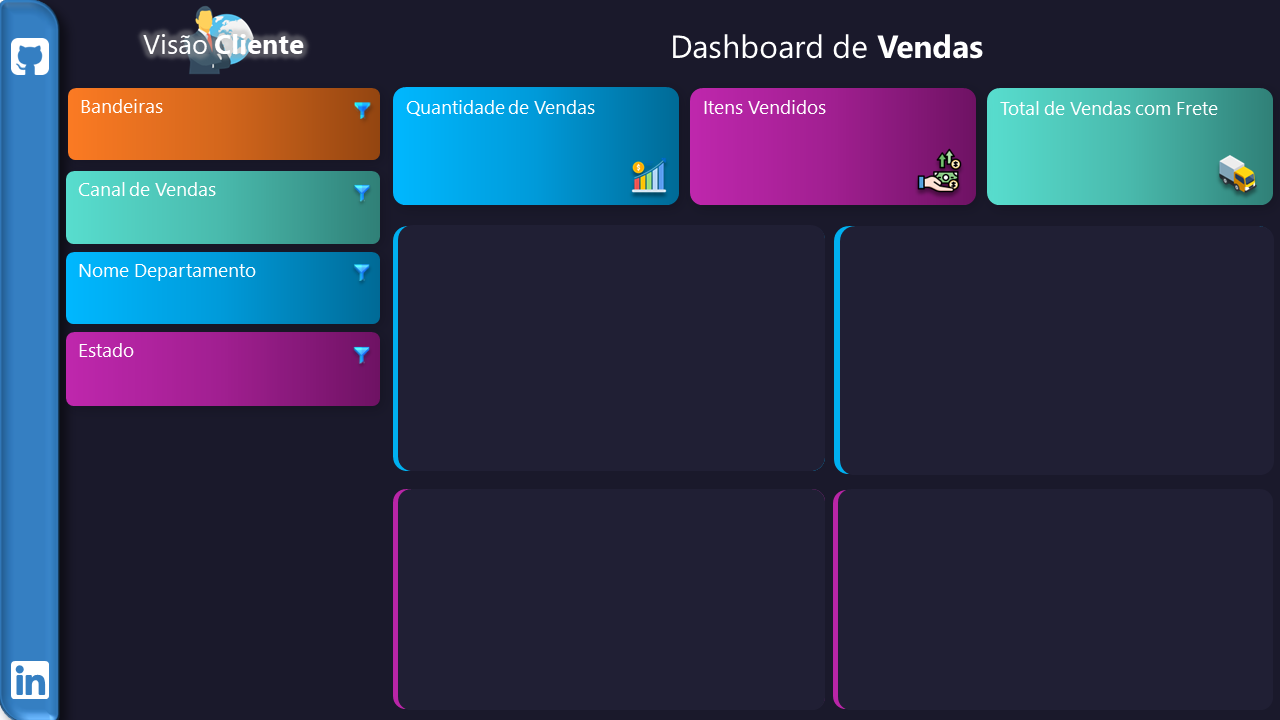 Visão Cliente
Dashboard de Vendas
Bandeiras
Canal de Vendas
Nome Departamento
Estado
Quantidade de Vendas
Itens Vendidos
Total de Vendas com Frete
in